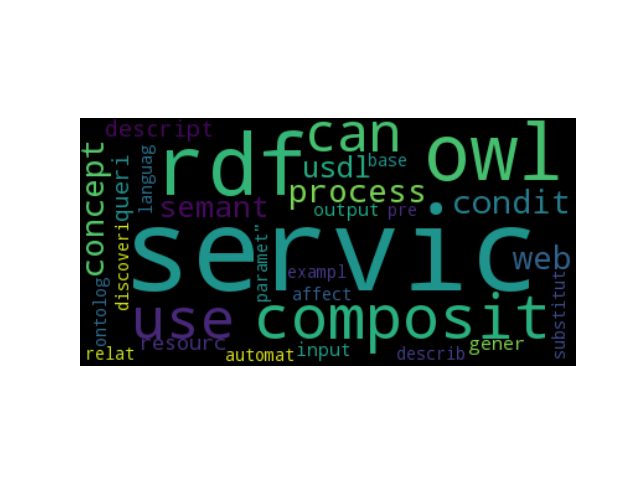 descript
can
rdf
owl
base
usdl
process
semant
output
pre
condit
concept
queri
languag
discoveri
ontolog
servic
paramet"
exampl
affect
web
substitut
use
composit
resourc
relat
automat
input
describ
gener